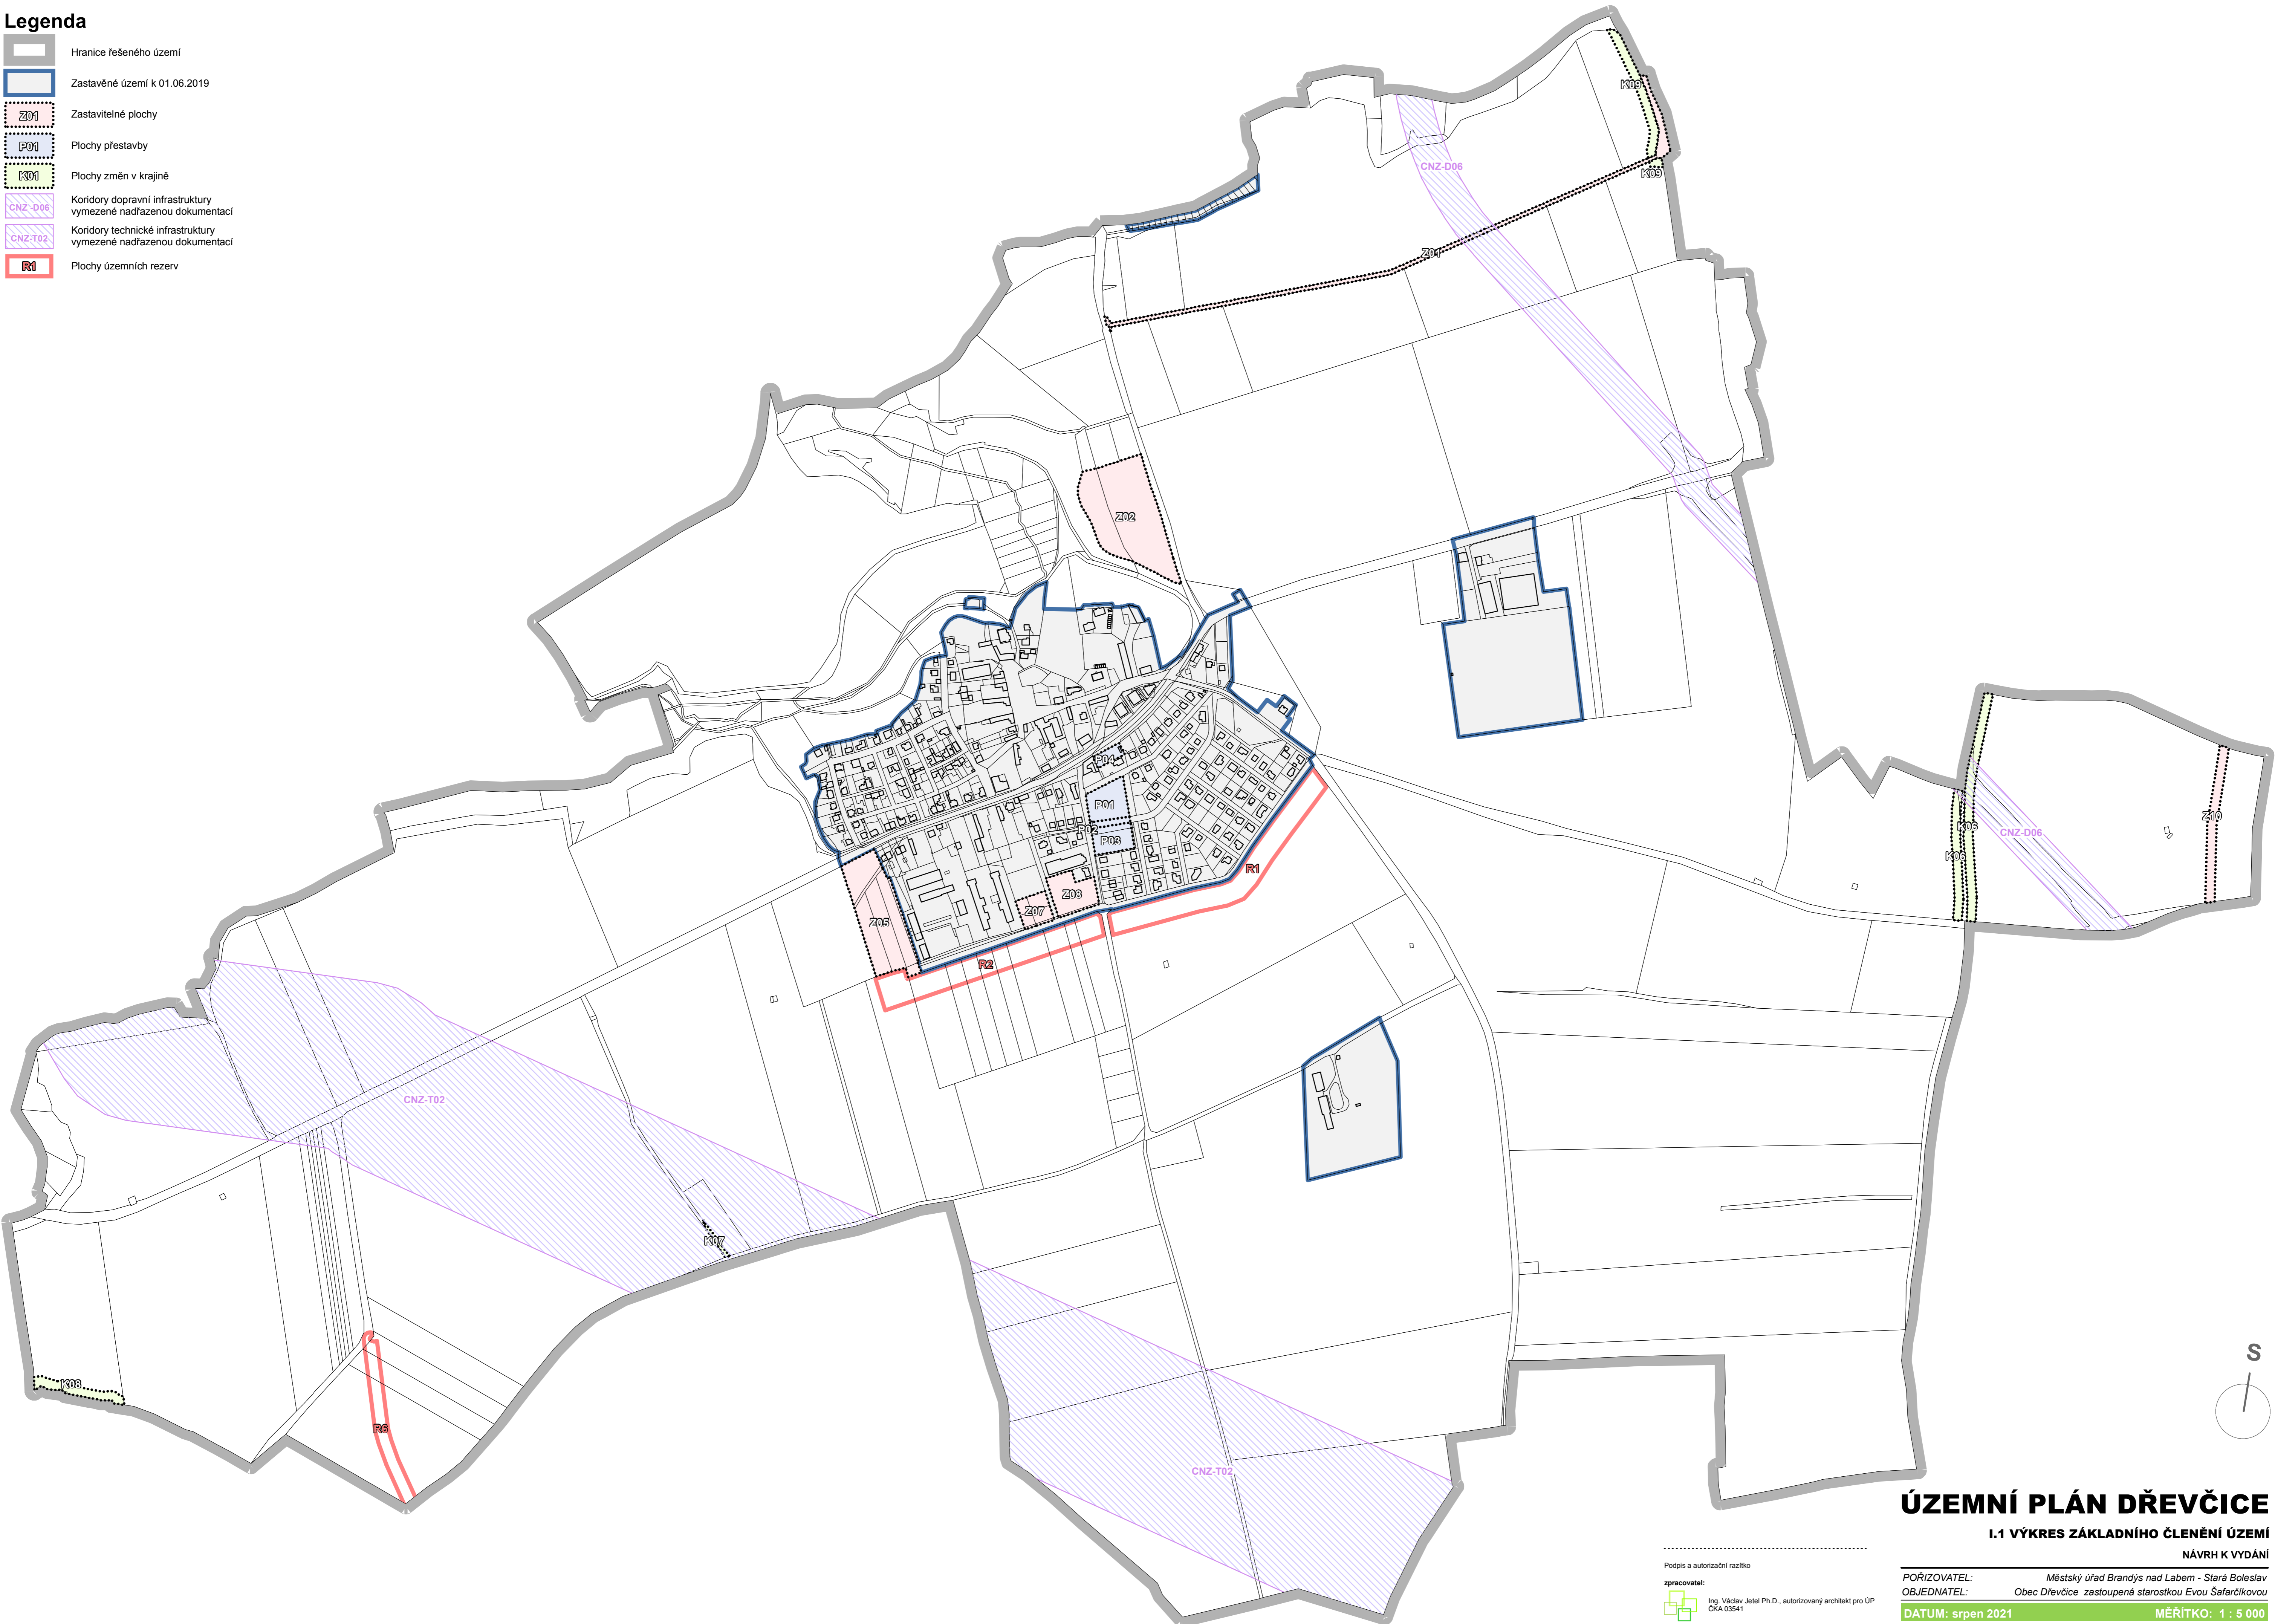 Legenda
Hranice řešeného území
Zastavěné území k 01.06.2019
Z01 Zastavitelné plochy
P01 Plochy přestavby
K01 Plochy změn v krajině
CNZ -D06 Koridory dopravní infrastruktury
vymezené nadřazenou dokumentací
CNZ-T02 Koridory technické infrastruktury
vymezené nadřazenou dokumentací
R1 Plochy územních rezerv
K09
CNZ-D06
K09
Z01
Z02
P04
P01
P02
P03
Z10
K06
CNZ-D06
K06
R1
Z08
Z07
Z05
R2
CNZ-T02
K07
K08
R6
CNZ-T02
S
ÚZEMNÍ PLÁN DŘEVČICE
I.1 VÝKRES ZÁKLADNÍHO ČLENĚNÍ ÚZEMÍ
NÁVRH K VYDÁNÍ
Podpis a autorizační razítko
zpracovatel:
Ing. Václav Jetel Ph.D., autorizovaný architekt pro ÚP
ČKA 03541
POŘIZOVATEL: Městský úřad Brandýs nad Labem - Stará Boleslav
OBJEDNATEL: Obec Dřevčice zastoupená starostkou Evou Šafarčíkovou
DATUM: srpen 2021 MĚŘÍTKO: 1 : 5 000